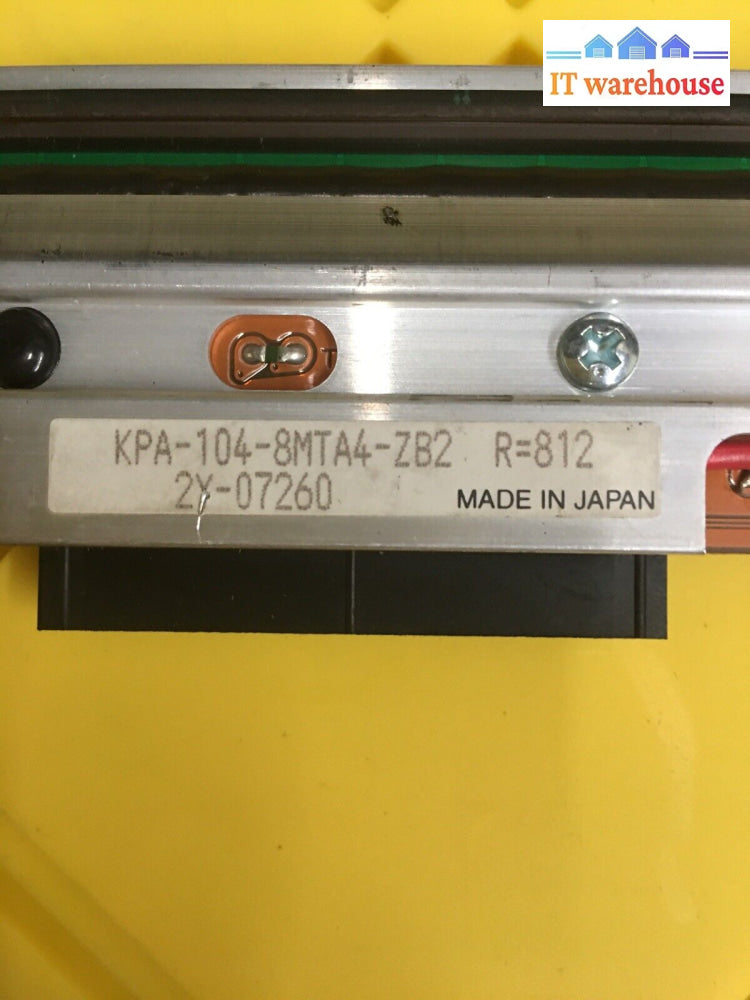 IT warehouse
KPA-104-8MTA4-ZB2 R=812
2Y-07260
MADE IN JAPAN